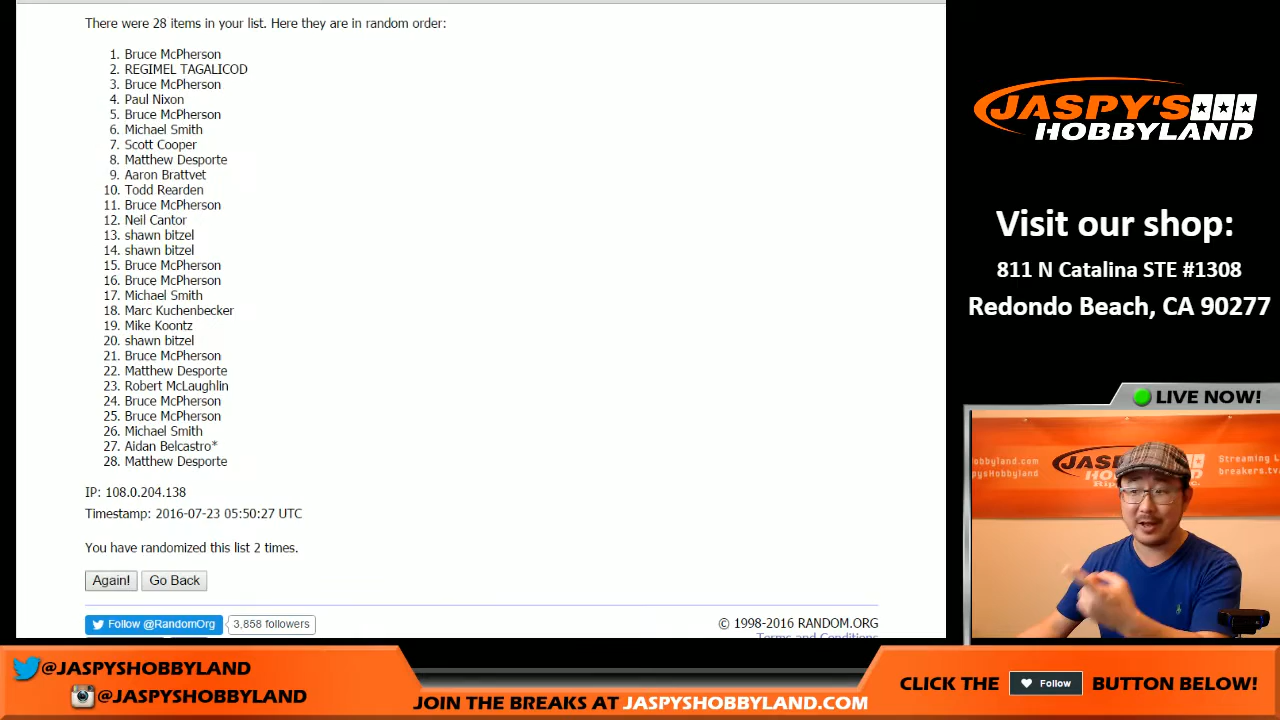 There were 28 items in your list. Here they are in random order:
1. Bruce McPherson
2. REGIMEL TAGALICOD
3. Bruce McPherson
4. Paul Nixon
5. Bruce McPherson
6. Michael Smith
7. Scott Cooper
8. Matthew Desporte
9. Aaron Brattvet
10. Todd Rearden
11. Bruce McPherson
12. Neil Cantor
13. shawn bitzel
14. shawn bitzel
15. Bruce McPherson
16. Bruce McPherson
17. Michael Smith
18. Marc Kuchenbecker
19. Mike Koontz
20. shawn bitzel
21. Bruce McPherson
22. Matthew Desporte
23. Robert McLaughlin
24. Bruce McPherson
25. Bruce McPherson
26. Michael Smith
27. Aidan Belcastro*
28. Matthew Desporte
IP: 108.0.204.138
Timestamp: 2016-07-23 05:50:27 UTC
You have randomized this list 2 times.
Again! Go Back
Follow @RandomOrg 3,858 followers
© 1998-2016 RANDOM.ORG
Terms and Conditions
JASPY'S
HOBBYLAND
Visit our shop:
811 N Catalina STE #1308
Redondo Beach, CA 90277
LIVE NOW!
Streaming
breakers.tv
@JASPYSHOBBYLAND
@JASPYSHOBBYLAND
JOIN THE BREAKS AT JASPYSHOBBYLAND.COM
CLICK THE Follow BUTTON BELOW!